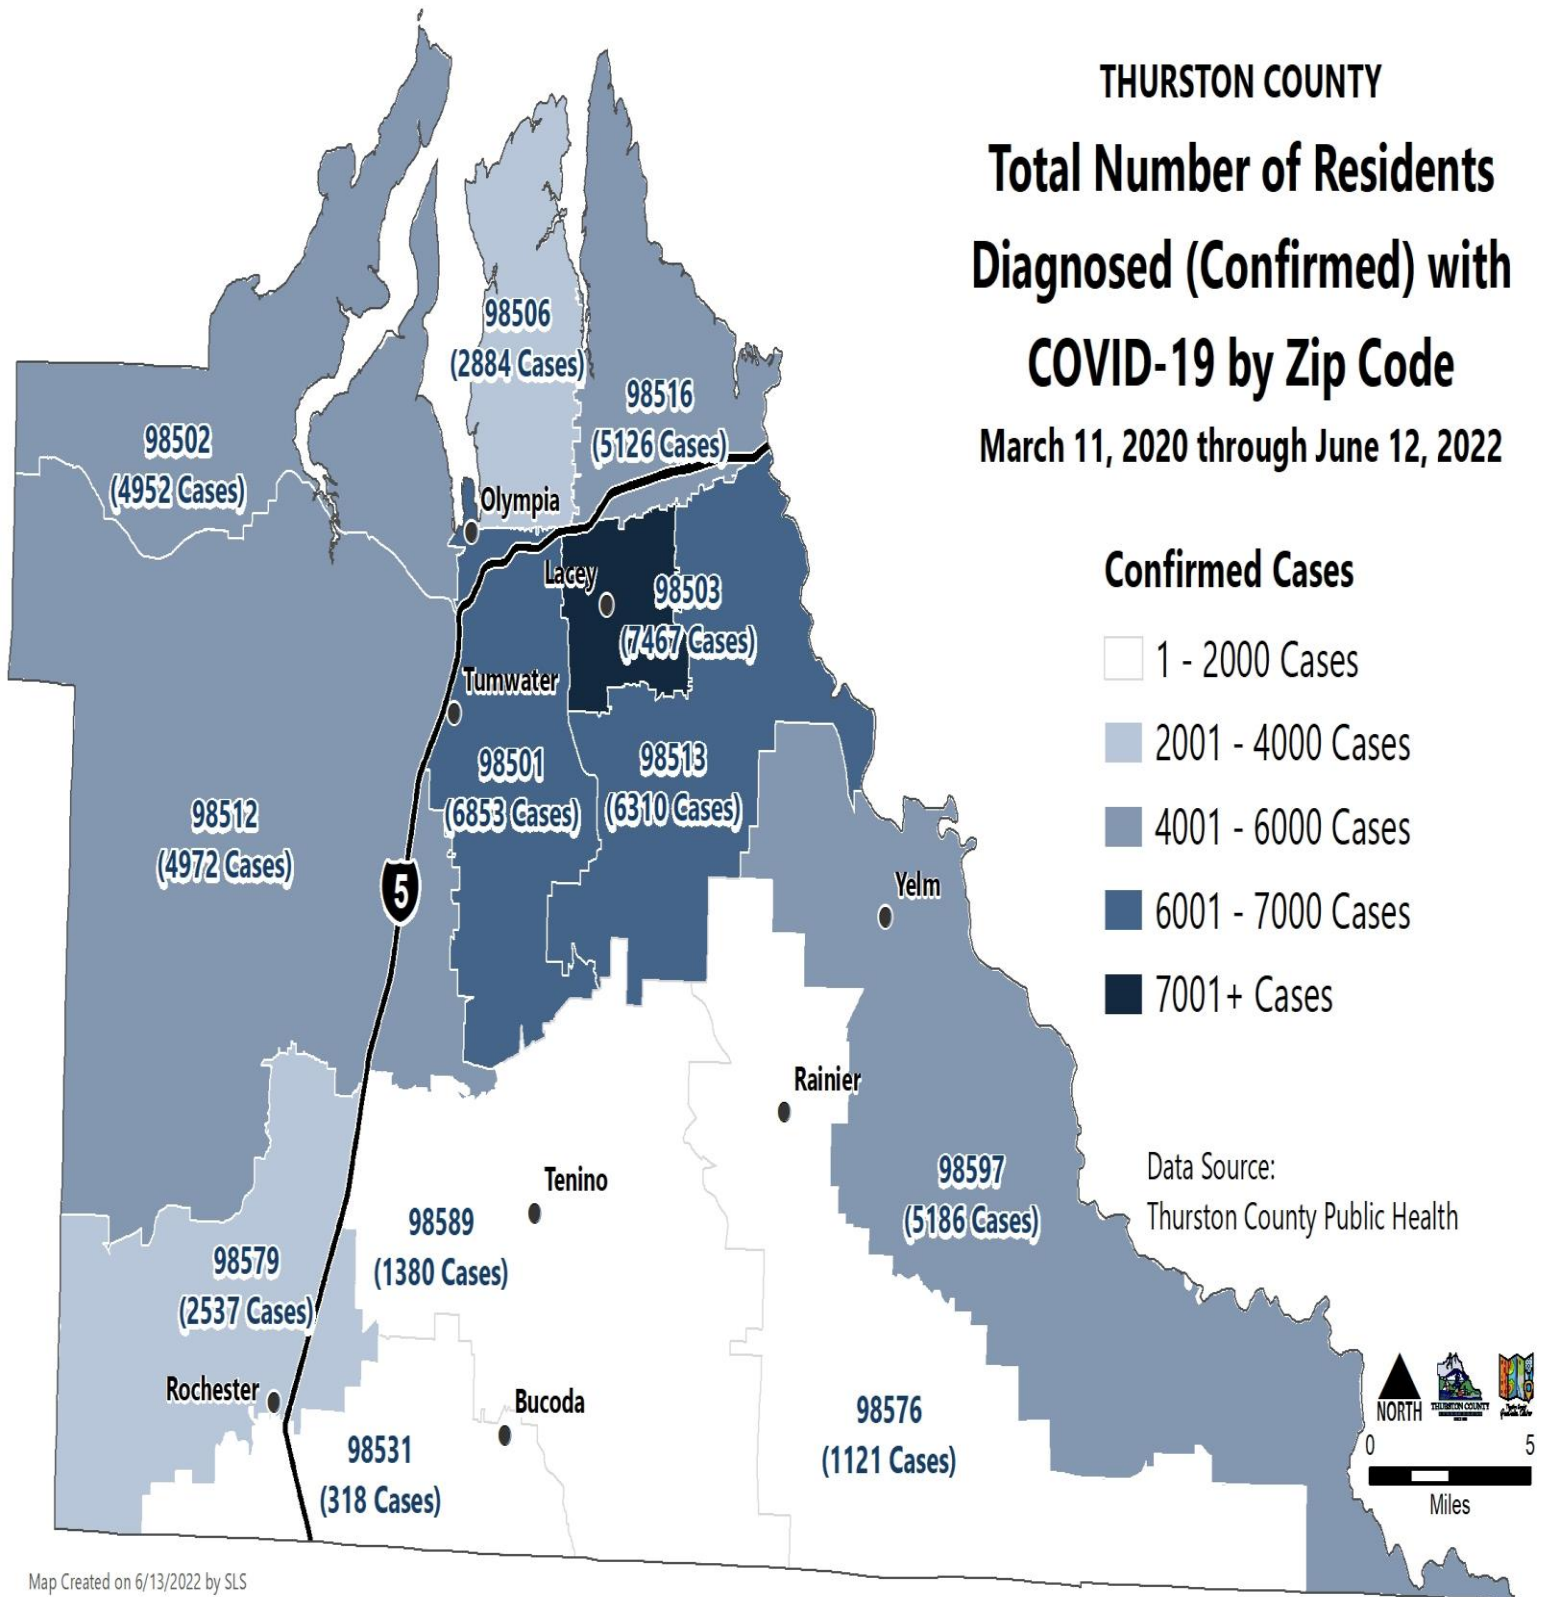 THURSTON COUNTY
Total Number of Residents
Diagnosed (Confirmed) with
COVID-19 by Zip Code
March 11, 2020 through June 12, 2022
98506
(2884 Cases)
98516
(5126 Cases)
98502
(4952 Cases)
Olympia
Lacey
98503
(7467 Cases)
Tumwater
98501
(6853 Cases)
98513
(6310 Cases)
98512
(4972 Cases)
5
Yelm
Rainier
98597
(5186 Cases)
Tenino
98589
(1380 Cases)
98579
(2537 Cases)
Rochester
Bucoda
98531
(318 Cases)
98576
(1121 Cases)
Confirmed Cases
1 - 2000 Cases
2001 - 4000 Cases
4001 - 6000 Cases
6001 - 7000 Cases
7001+ Cases
Data Source:
Thurston County Public Health
NORTH
THURSTON COUNTY
0 5
Miles
Map Created on 6/13/2022 by SLS